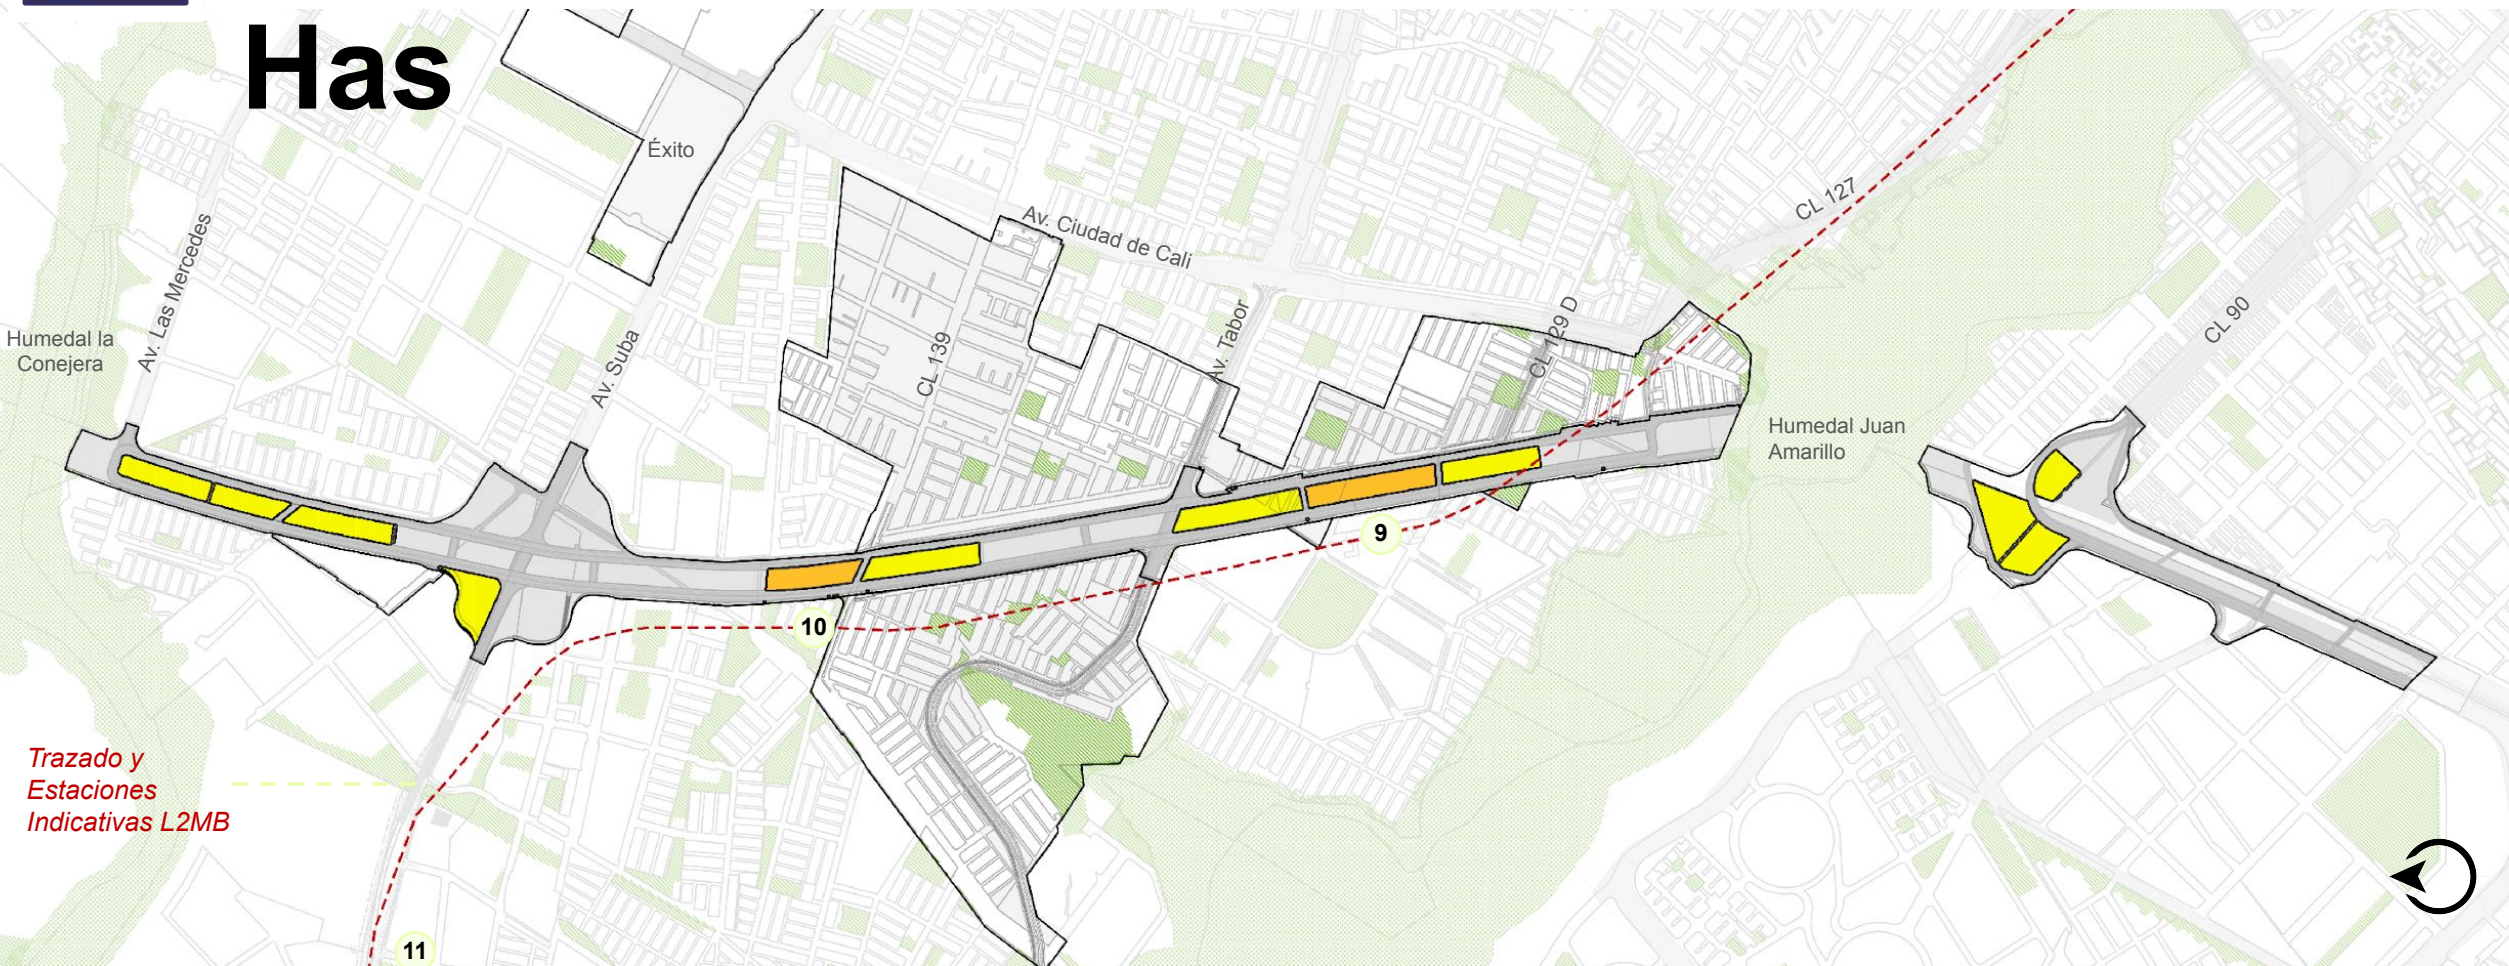 Has
Éxito
Av. Las Mercedes
Av. Ciudad de Cali
CL 127
Humedal la
Conejera
Av. Suba
CL 139
Av. Tabor
CL 129 D
CL 90
Humedal Juan
Amarillo
9
10
Trazado y
Estaciones
Indicativas L2MB
11